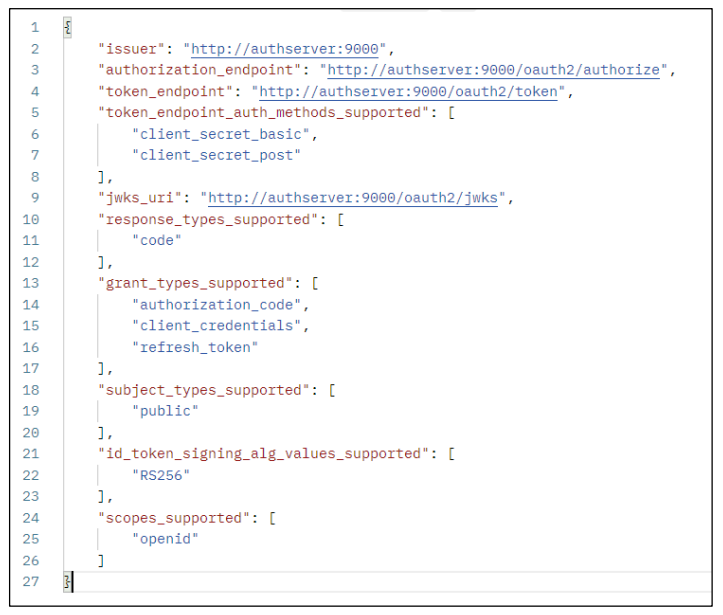 1 {
2 "issuer": "http://authserver:9000",
3 "authorization_endpoint": "http://authserver:9000/oauth2/authorize",
4 "token_endpoint": "http://authserver:9000/oauth2/token",
5 "token_endpoint_auth_methods_supported": [
6 "client_secret_basic",
7 "client_secret_post"
8 ],
9 "jwks_uri": "http://authserver:9000/oauth2/jwks",
10 "response_types_supported": [
11 "code"
12 ],
13 "grant_types_supported": [
14 "authorization_code",
15 "client_credentials",
16 "refresh_token"
17 ],
18 "subject_types_supported": [
19 "public"
20 ],
21 "id_token_signing_alg_values_supported": [
22 "RS256"
23 ],
24 "scopes_supported": [
25 "openid"
26 ]
27 }